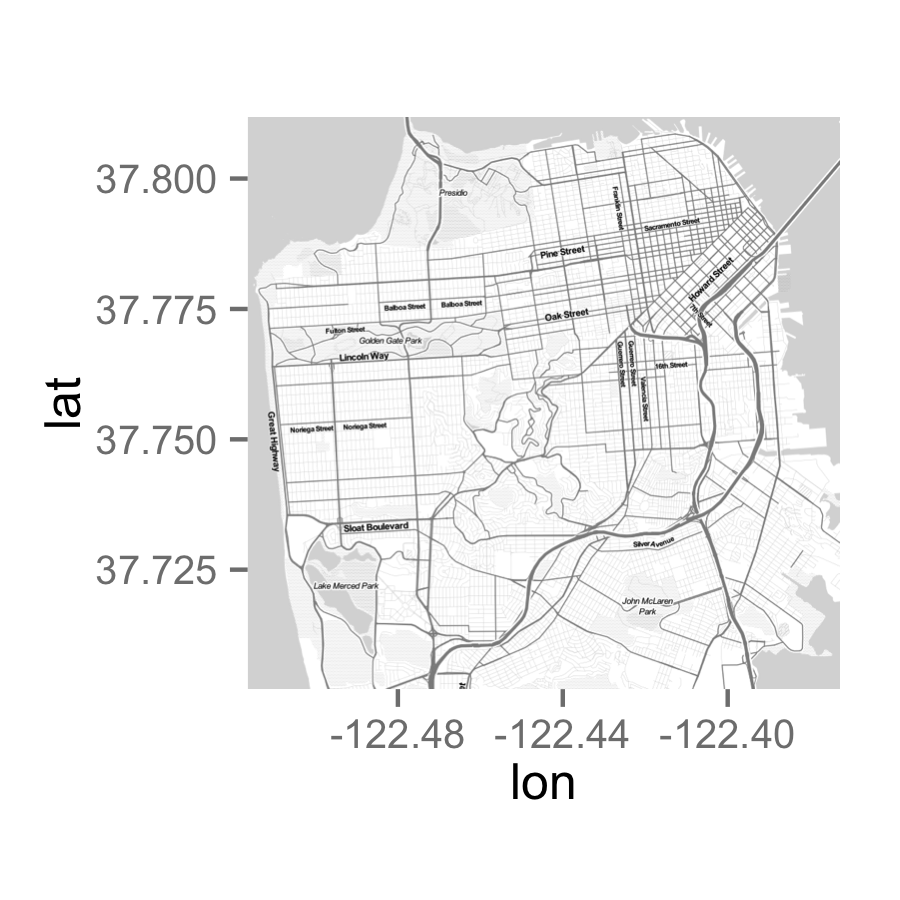 37.800
37.775
37.750
37.725
lat
-122.48
-122.44
-122.40
lon
Presidio
Franklin Street
Sacramento Street
Pine Street
Howard Street
7th Street
Balboa Street
Balboa Street
Oak Street
Fulton Street
Golden Gate Park
Lincoln Way
Guerrero Street
Guerrero Street
16th Street
Valencia Street
Great Highway
Noriega Street
Noriega Street
Sloat Boulevard
Silver Avenue
Lake Merced Park
John McLaren
Park